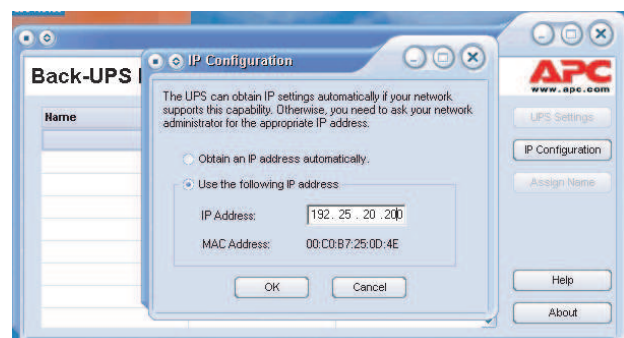 IP Configuration
Back-UPS
APC
www.apc.com
The UPS can obtain IP settings automatically if your network
supports this capability. Otherwise, you need to ask your network
administrator for the appropriate IP address.
Name
UPS Settings
IP Configuration
Assign Name
Obtain an IP address automatically.
Use the following IP address
IP Address: 192 . 25 . 20 .200
MAC Address: 00:C0:B7:25:0D:4E
OK
Cancel
Help
About